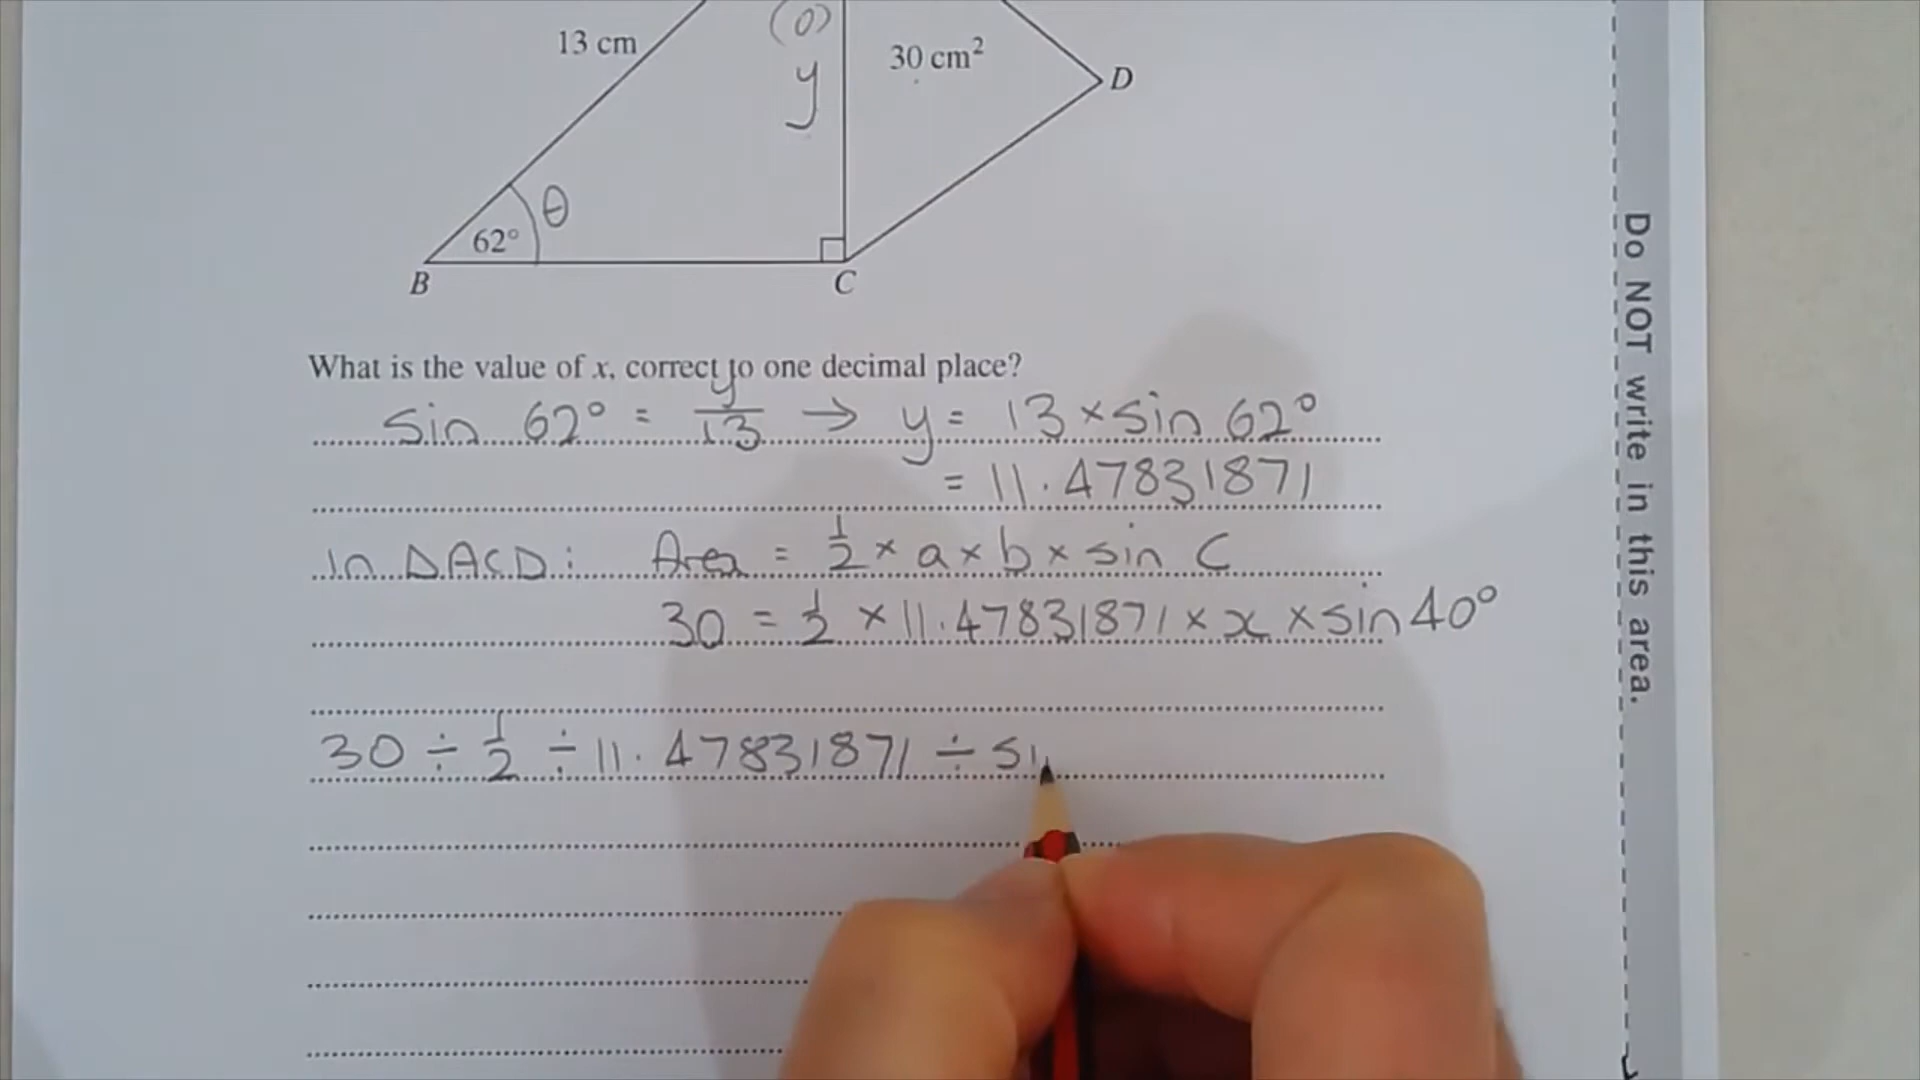 (0)
13 cm
y
30 cm²
D
θ
62°
B
C
What is the value of x, correct to one decimal place?
sin 62° = y/13 → y = 13 × sin 62°
= 11.47831871
In △ACD: Area = 1/2 × a × b × sin C
30 = 1/2 × 11.47831871 × x × sin 40°
30 ÷ 1/2 ÷ 11.47831871 ÷ si
Do NOT write in this area.